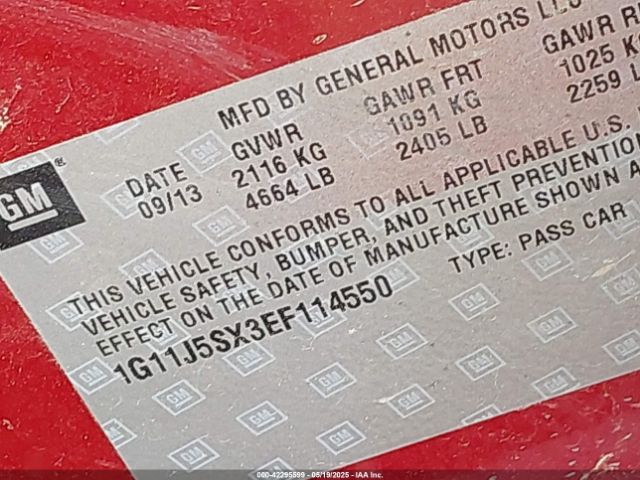 MFD BY GENERAL MOTORS LLC
DATE GVWR GAWR FRT GAWR R
09/13 2116 KG 1091 KG 1025 K
4664 LB 2405 LB 2259 L
GM®
THIS VEHICLE CONFORMS TO ALL APPLICABLE U.S.
VEHICLE SAFETY, BUMPER, AND THEFT PREVENTION
EFFECT ON THE DATE OF MANUFACTURE SHOWN A
1G11J5SX3EF114550 TYPE: PASS CAR
000-42295599 - 05/19/2025 - IAA Inc.